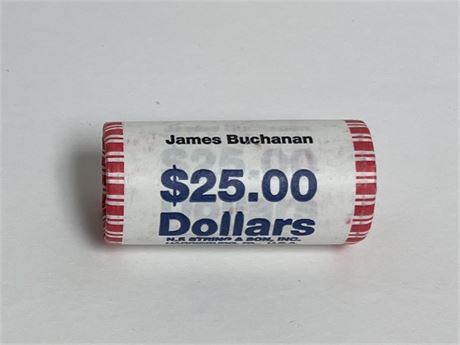 James Buchanan
$25.00
Dollars
N.F. STRING & SON, INC.